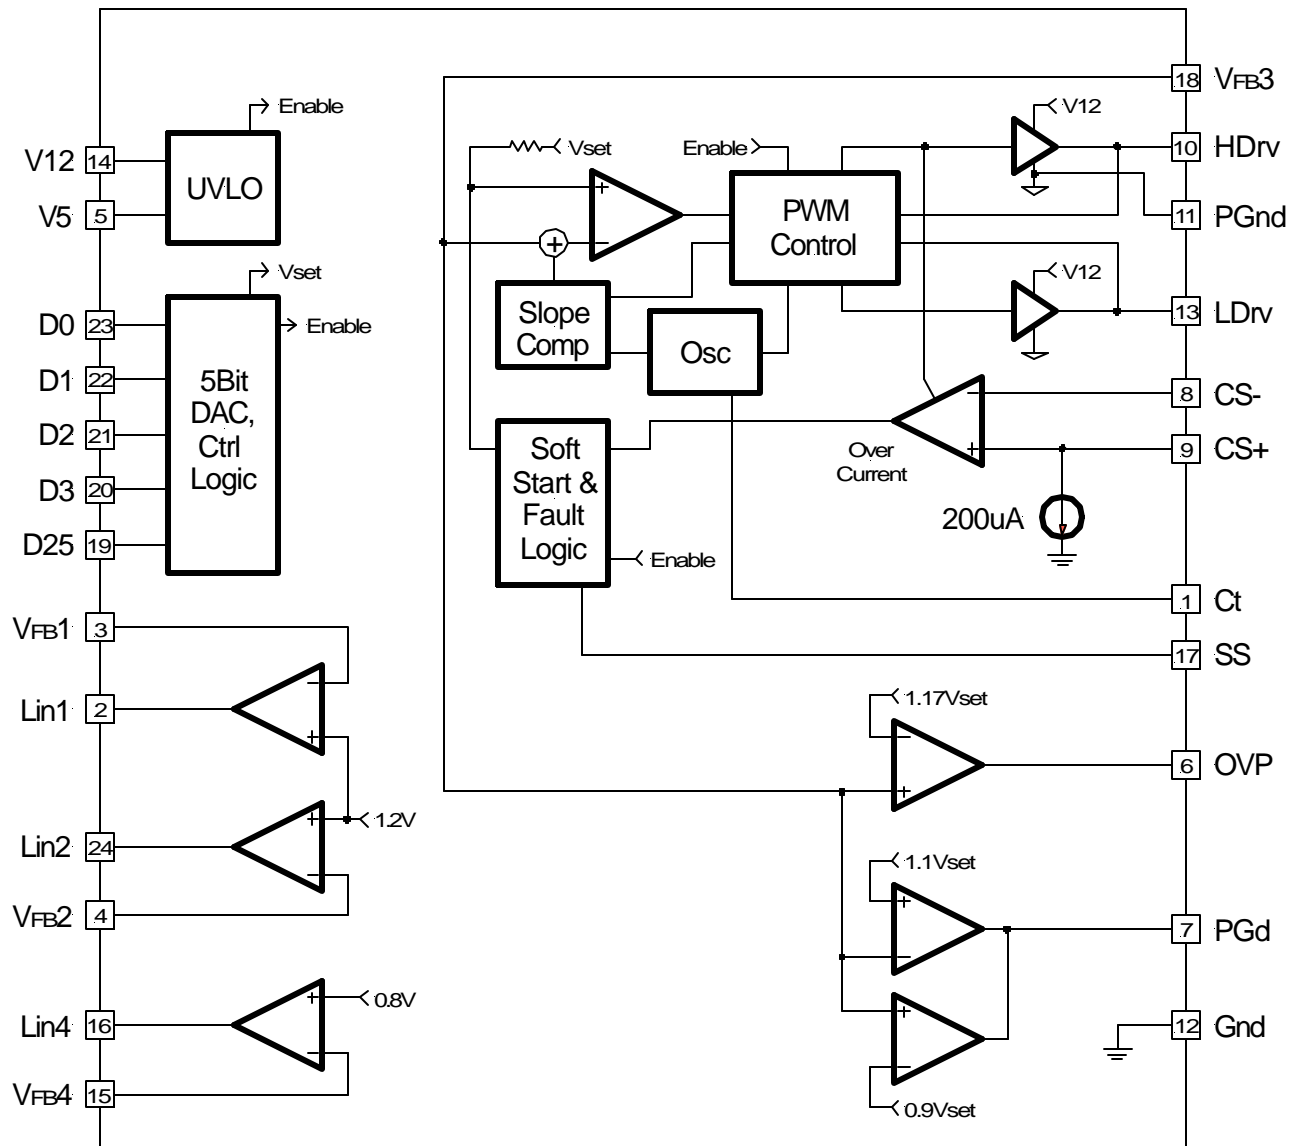 Enable
V12 14
UVLO
V5 5
Vset
Enable
D0 23
D1 22
D2 21
D3 20
D25 19
5Bit
DAC,
Ctrl
Logic
VFB1 3
Lin1 2
−
+
Lin2 24
+
1.2V
VFB2 4
−
Lin4 16
+
0.8V
VFB4 15
−
18 VFB3
Vset
Enable
V12
10 HDrv
11 PGnd
+
−
+
PWM
Control
V12
13 LDrv
Slope
Comp
Osc
8 CS-
−
9 CS+
+
Over
Current
200uA
Soft
Start &
Fault
Logic
Enable
1 Ct
17 SS
1.17Vset
−
+
6 OVP
1.1Vset
+
−
7 PGd
+
−
0.9Vset
12 Gnd